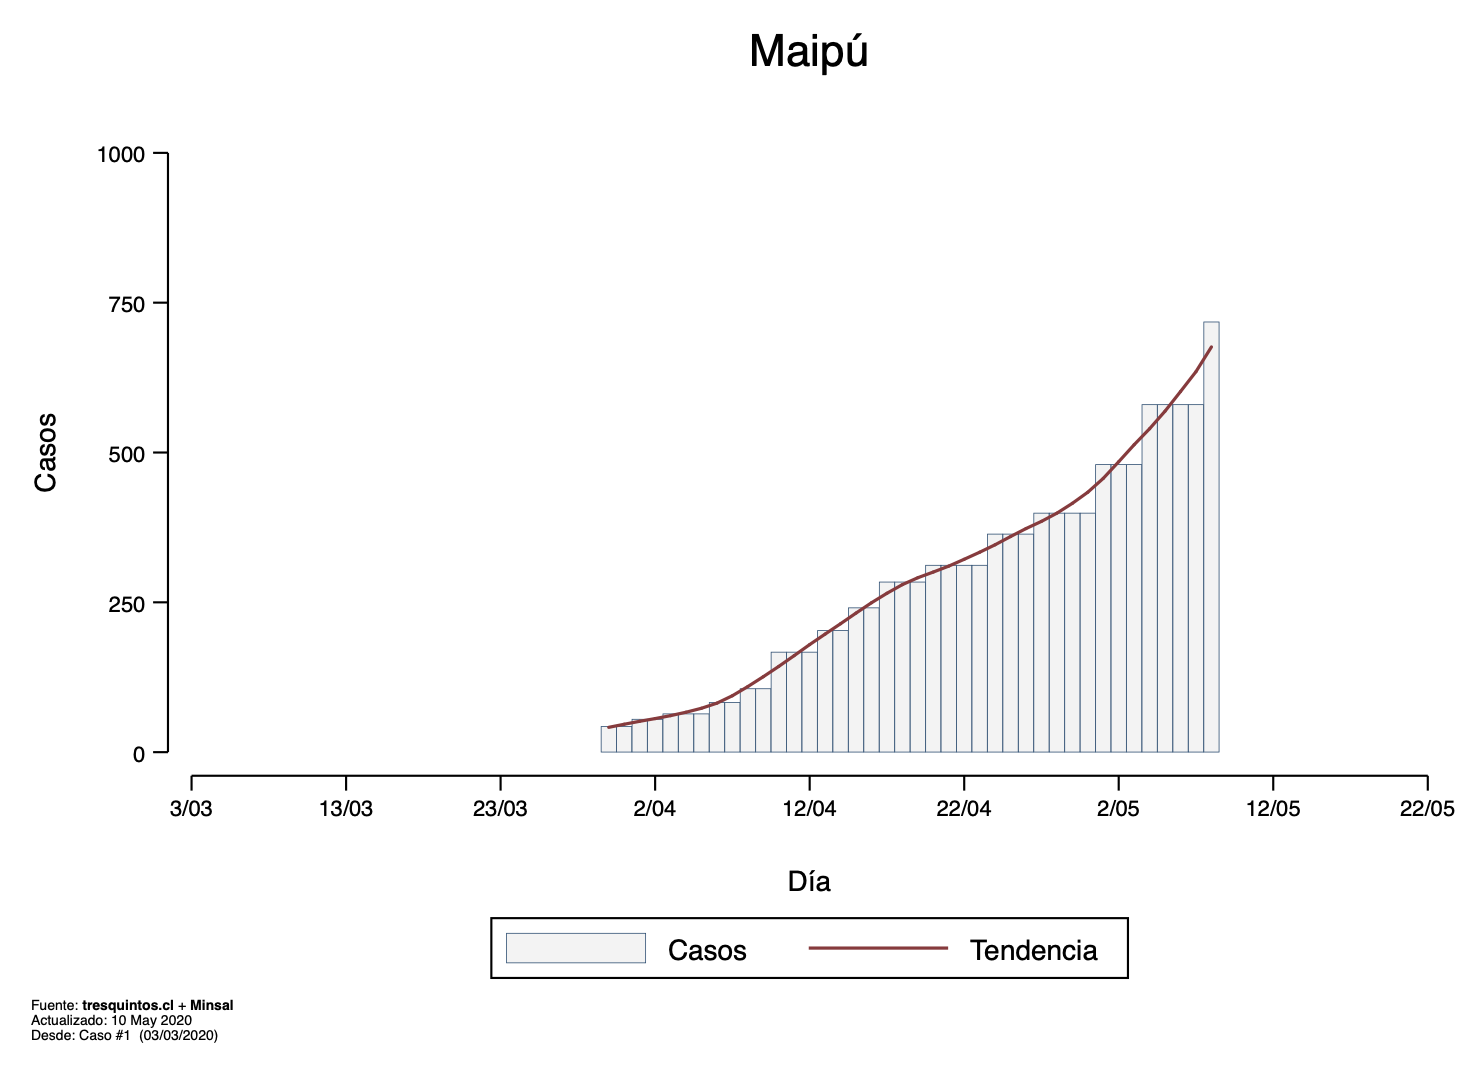 Maipú
1000
750
500
250
0
Casos
3/03
13/03
23/03
2/04
12/04
22/04
2/05
12/05
22/05
Día
Casos
Tendencia
Fuente: tresquintos.cl + Minsal
Actualizado: 10 May 2020
Desde: Caso #1 (03/03/2020)